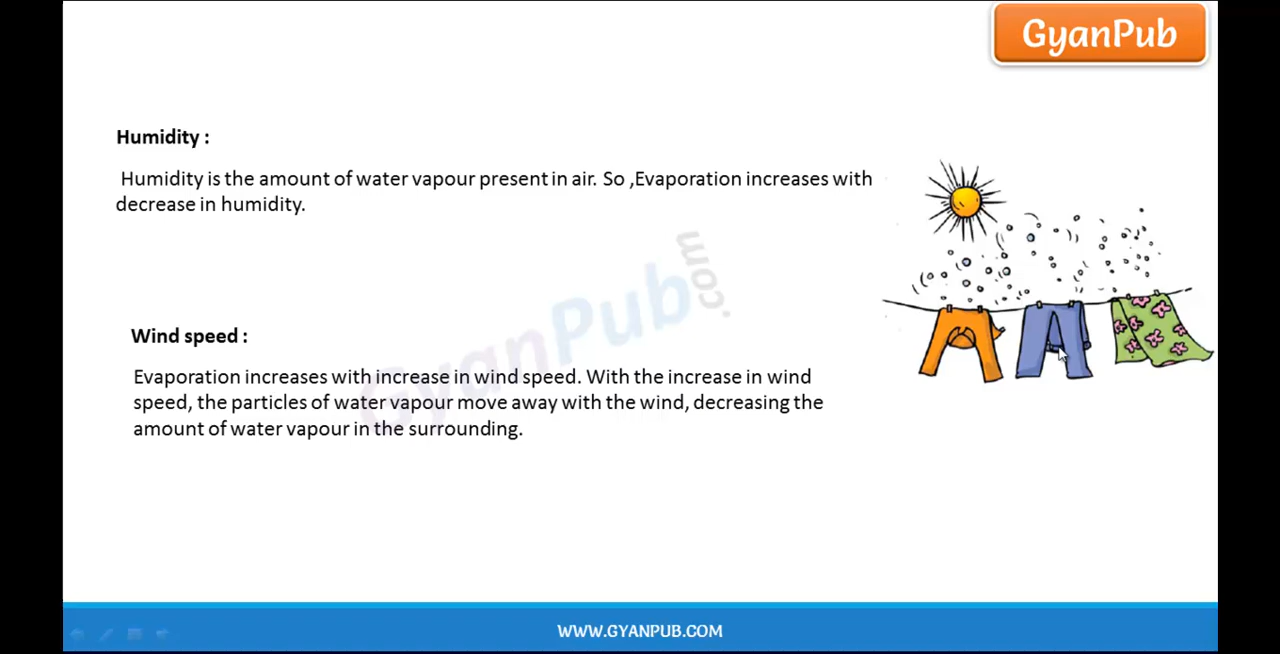 GyanPub
Humidity :
Humidity is the amount of water vapour present in air. So ,Evaporation increases with
decrease in humidity.
GyanPub.com
Wind speed :
Evaporation increases with increase in wind speed. With the increase in wind
speed, the particles of water vapour move away with the wind, decreasing the
amount of water vapour in the surrounding.
WWW.GYANPUB.COM